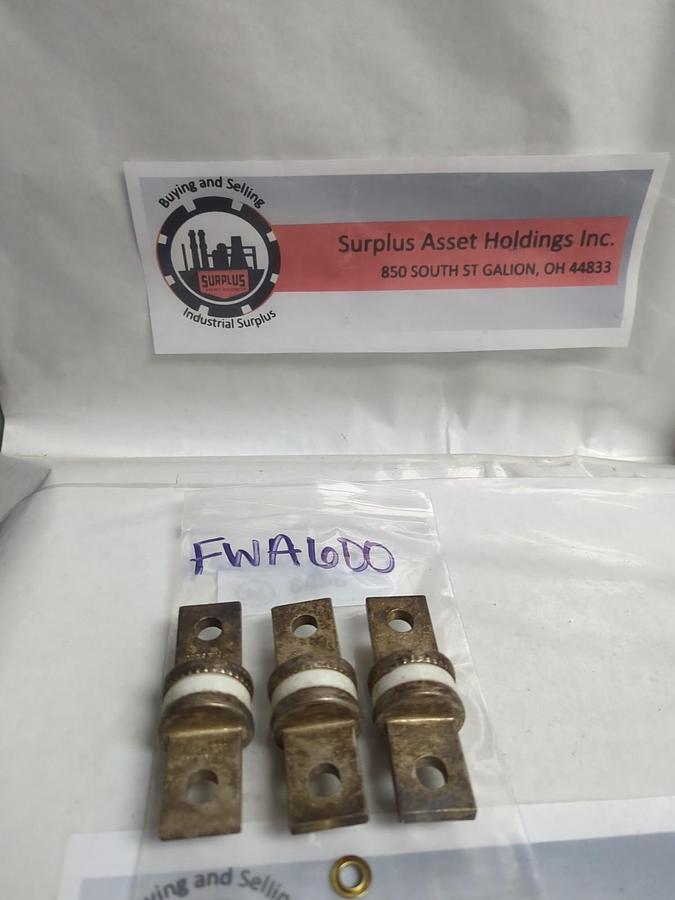 Buying and Selling
SURPLUS
Industrial Surplus
Surplus Asset Holdings Inc.
850 SOUTH ST GALION, OH 44833
FWA600
Buying and Selling